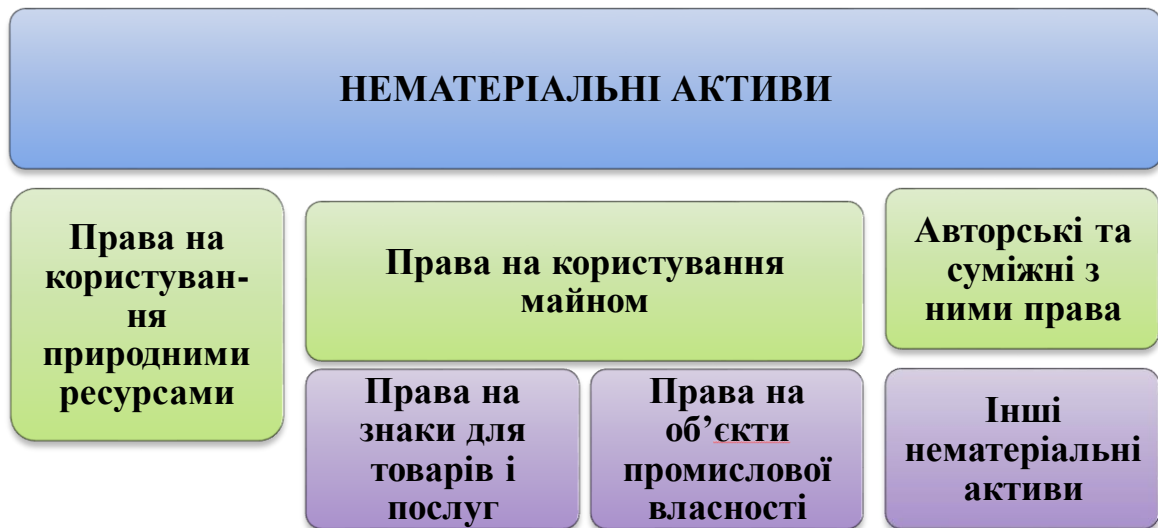 НЕМАТЕРІАЛЬНІ АКТИВИ
Права на
користуван-
ня
природними
ресурсами
Права на користування
майном
Авторські та
суміжні з
ними права
Права на
знаки для
товарів і
послуг
Права на
об’єкти
промислової
власності
Інші
нематеріальні
активи